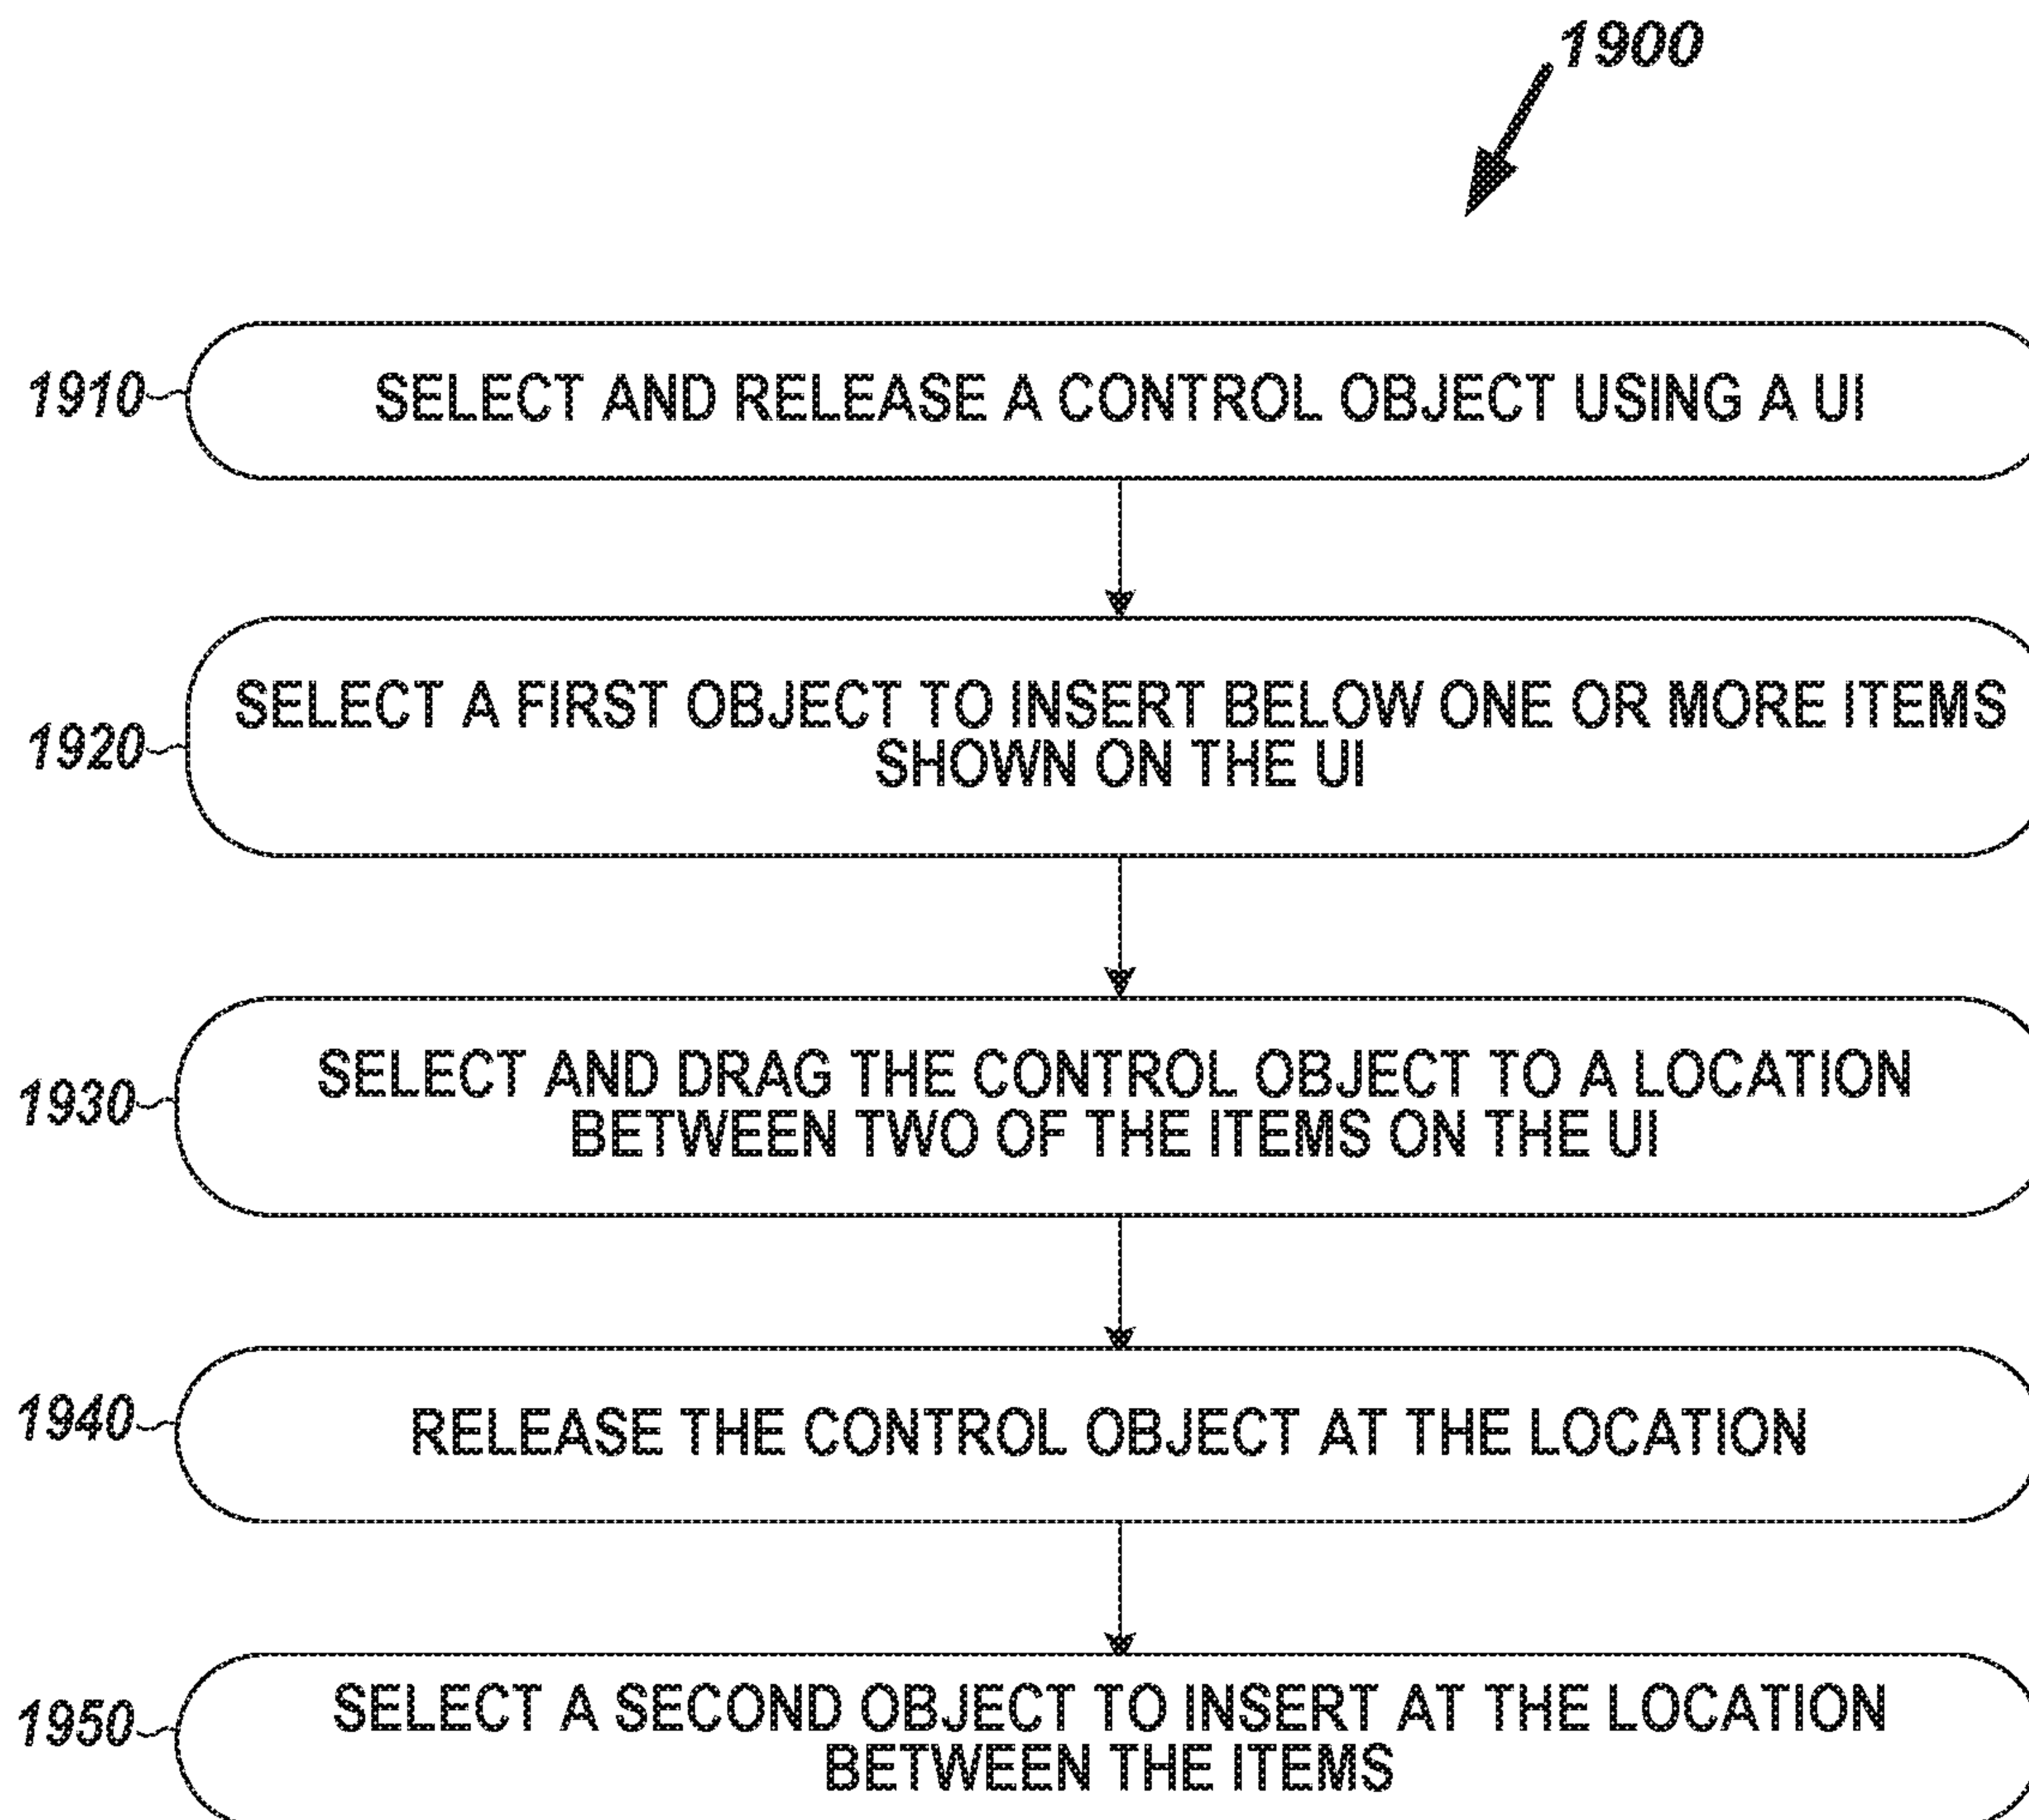 1900
1910
SELECT AND RELEASE A CONTROL OBJECT USING A UI
1920
SELECT A FIRST OBJECT TO INSERT BELOW ONE OR MORE ITEMS
SHOWN ON THE UI
1930
SELECT AND DRAG THE CONTROL OBJECT TO A LOCATION
BETWEEN TWO OF THE ITEMS ON THE UI
1940
RELEASE THE CONTROL OBJECT AT THE LOCATION
1950
SELECT A SECOND OBJECT TO INSERT AT THE LOCATION
BETWEEN THE ITEMS